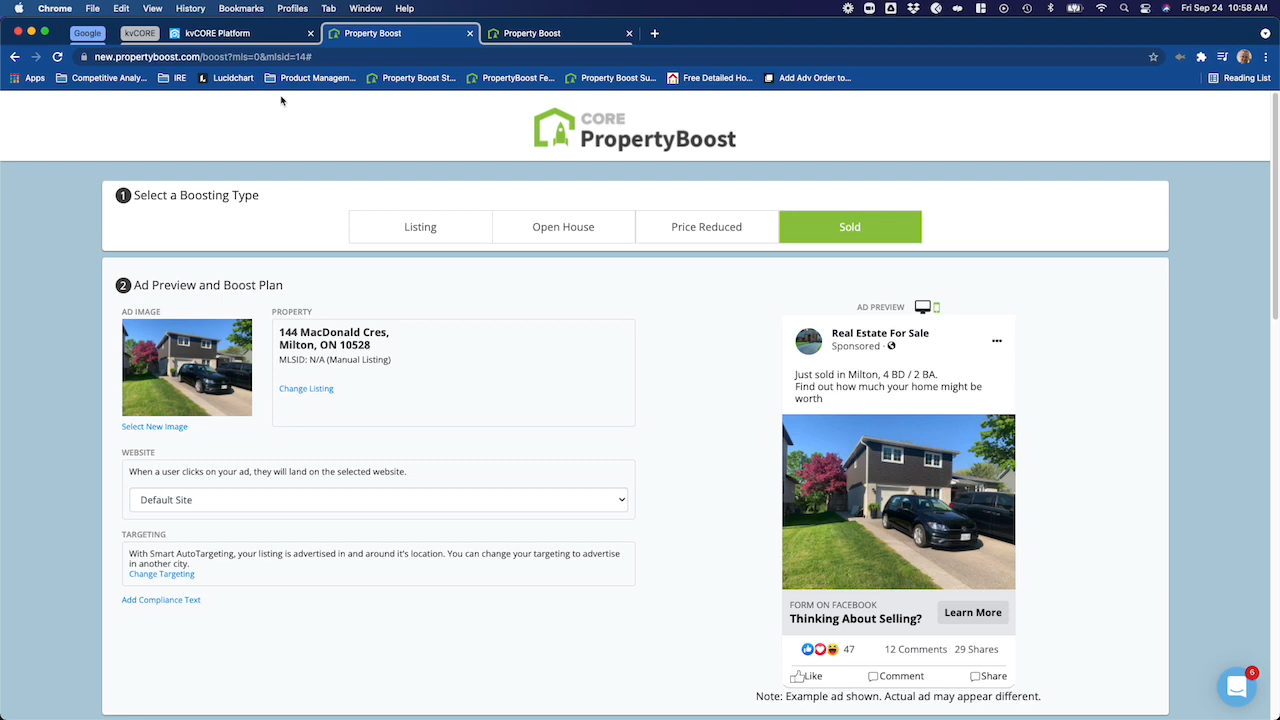 Chrome File Edit View History Bookmarks Profiles Tab Window Help Fri Sep 24 10:58 AM
Google kvCORE kvCORE Platform Property Boost Property Boost
new.propertyboost.com/boost?mls=0&mlsid=114#
Apps Competitive Analy... IRE Lucidchart Product Managem... Property Boost St... PropertyBoost Fe... Property Boost Su... Free Detailed Ho... Add Adv Order to... Reading List
CORE
PropertyBoost
1 Select a Boosting Type
Listing Open House Price Reduced Sold
2 Ad Preview and Boost Plan
AD IMAGE
Select New Image
PROPERTY
144 MacDonald Cres,
Milton, ON 10528
MLSID: N/A (Manual Listing)
Change Listing
WEBSITE
When a user clicks on your ad, they will land on the selected website.
Default Site
TARGETING
With Smart AutoTargeting, your listing is advertised in and around it's location. You can change your targeting to advertise
in another city.
Change Targeting
Add Compliance Text
AD PREVIEW
Real Estate For Sale
Sponsored ·
Just sold in Milton, 4 BD / 2 BA.
Find out how much your home might be
worth
FORM ON FACEBOOK
Thinking About Selling?
Learn More
47 12 Comments 29 Shares
Like Comment Share
Note: Example ad shown. Actual ad may appear different.
6